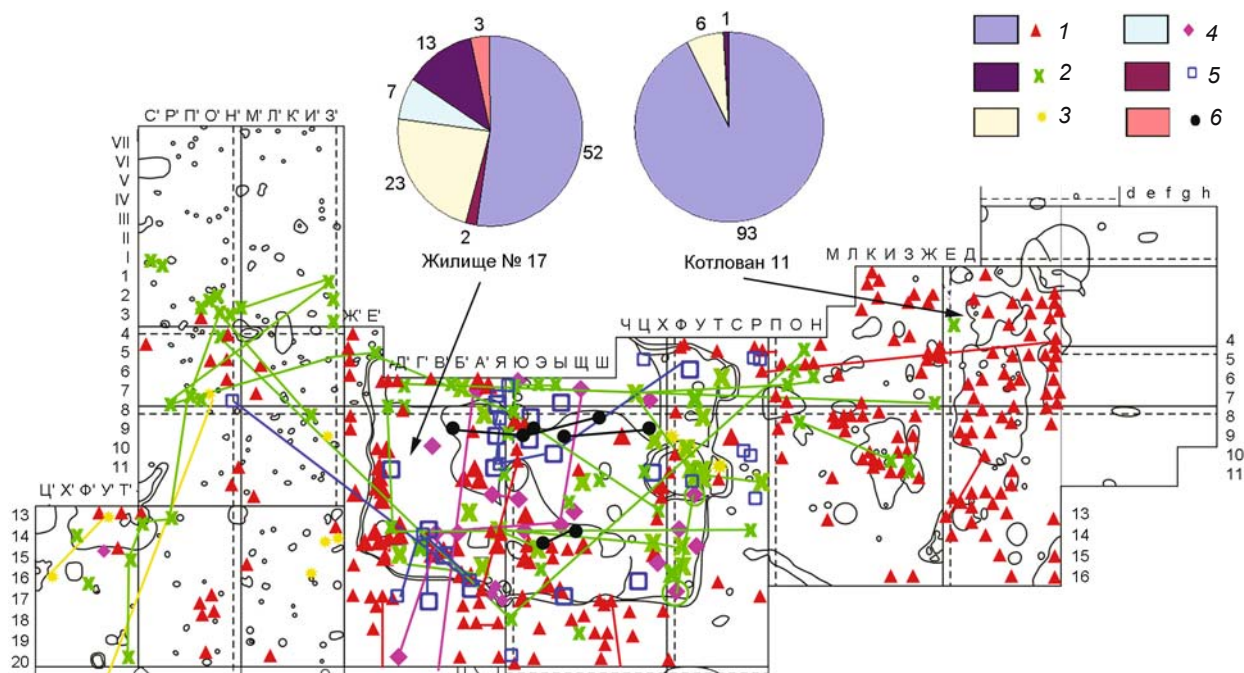 3
13
7
23
2
52
6
1
93
1
2
3
4
5
6
Жилище № 17
Котлован 11
С' Р' П' О' Н' М' Л' К' И' З'
VII
VI
V
IV
III
II
I
1
2
3
4
5
6
7
8
9
10
11
Ж' Е'
Д' Г' В' Б' А' Я Ю Э Ы Щ Ш
Ч Ц Х Ф У Т С Р П О Н
М Л К И З Ж Е Д
d e f g h
4
5
6
7
8
9
10
11
13
14
15
16
Ц' Х' Ф' У' Т'
13
14
15
16
17
18
19
20